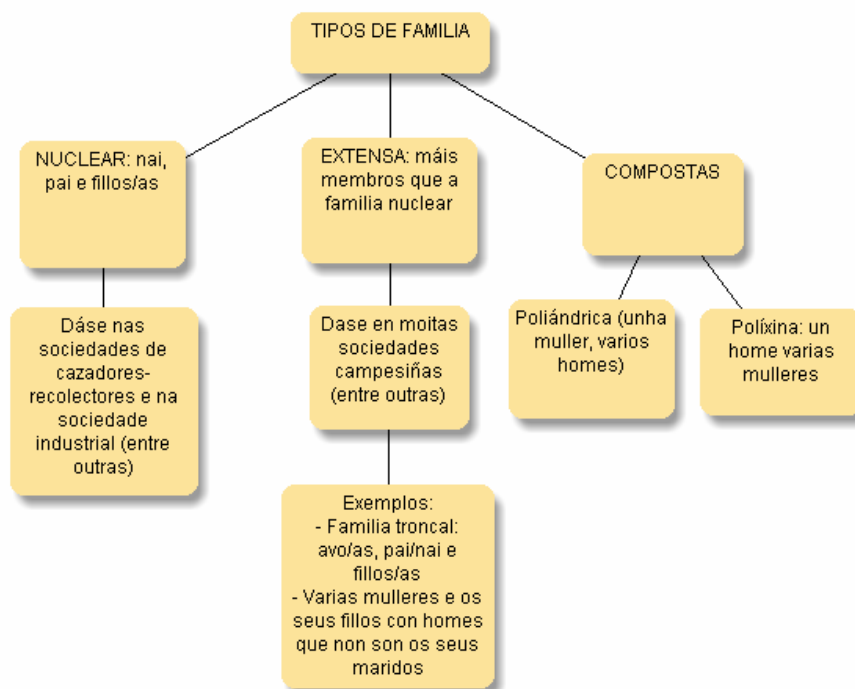 TIPOS DE FAMILIA
NUCLEAR: nai,
pai e fillos/as
EXTENSA: máis
membros que a
familia nuclear
COMPOSTAS
Dáse nas
sociedades de
cazadores-
recolectores e na
sociedade
industrial (entre
outras)
Dase en moitas
sociedades
campesiñas
(entre outras)
Poliándrica (unha
muller, varios
homes)
Políxina: un
home varias
mulleres
Exemplos:
- Familia troncal:
avo/as, pai/nai e
fillos/as
- Varias mulleres e os
seus fillos con homes
que non son os seus
maridos